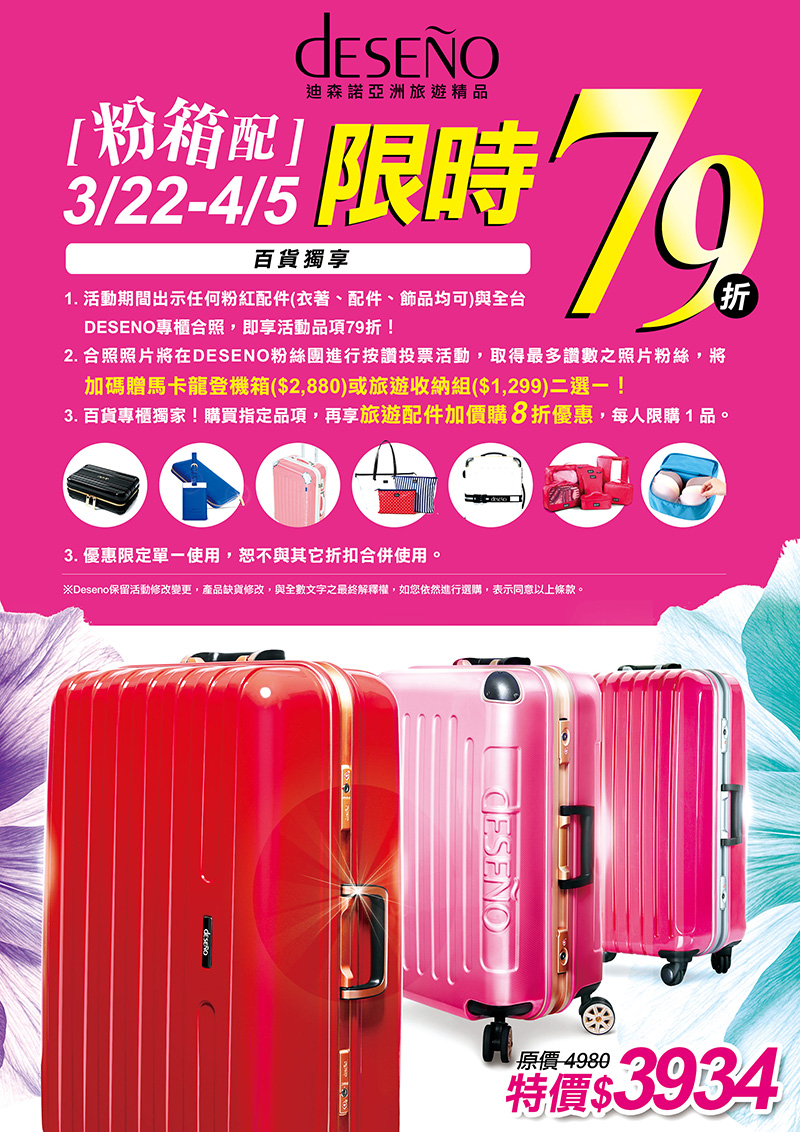 DESEÑO
迪森諾亞洲旅遊精品
[粉箱配]
3/22-4/5
限時79折
百貨獨享
1. 活動期間出示任何粉紅配件(衣著、配件、飾品均可)與全台
DESENO專櫃合照，即享活動品項79折！
2. 合照照片將在DESENO粉絲團進行按讚投票活動，取得最多讚數之照片粉絲，將
加碼贈馬卡龍登機箱($2,880)或旅遊收納組($1,299)二選一！
3. 百貨專櫃獨家！購買指定品項，再享旅遊配件加價購8折優惠，每人限購1品。
deseño
3. 優惠限定單一使用，恕不與其它折扣合併使用。
※Deseno保留活動修改變更，產品缺貨修改，與全數文字之最終解釋權，如您依然進行選購，表示同意以上條款。
DESEÑO
deseño
原價 4980
特價$3934